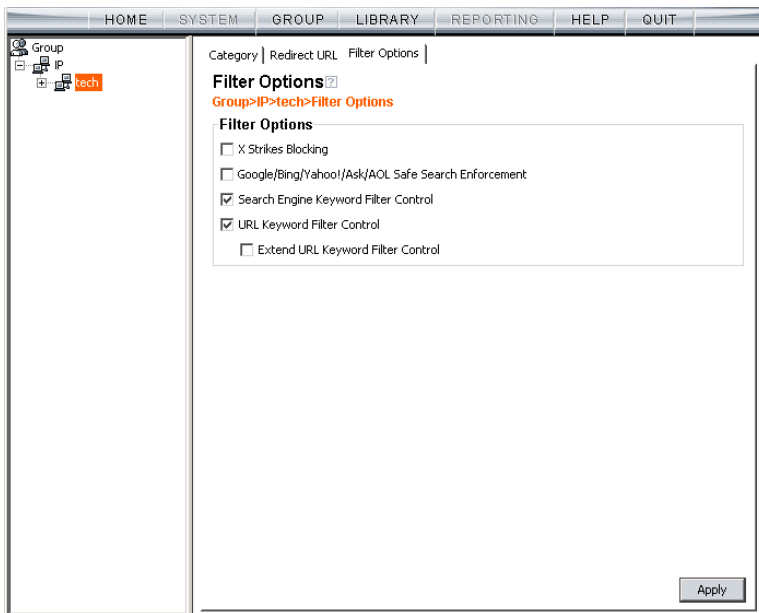 HOME SYSTEM GROUP LIBRARY REPORTING HELP QUIT
Group
IP
tech
Category Redirect URL Filter Options
Filter Options?
Group>IP>tech>Filter Options
Filter Options
X Strikes Blocking
Google/Bing/Yahoo!/Ask/AOL Safe Search Enforcement
Search Engine Keyword Filter Control
URL Keyword Filter Control
Extend URL Keyword Filter Control
Apply